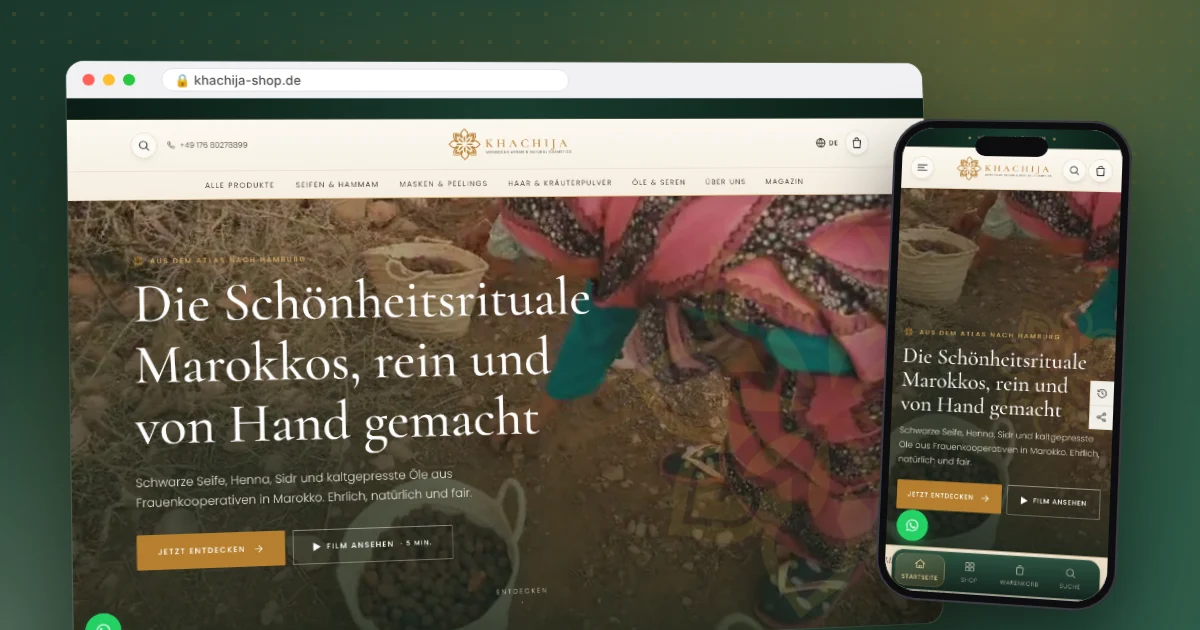 khachija-shop.de
+49 176 80278899
KHACHIJA
DE
ALLE PRODUKTE
SEIFEN & HAMMAM
MASKEN & PEELINGS
HAAR & KRÄUTERPULVER
ÖLE & SEREN
ÜBER UNS
MAGAZIN
AUS DEM ATLAS NACH HAMBURG
Die Schönheitsrituale
Marokkos, rein und
von Hand gemacht
Schwarze Seife, Henna, Sidr und kaltgepresste Öle aus
Frauenkooperativen in Marokko. Ehrlich, natürlich und fair.
JETZT ENTDECKEN →
FILM ANSEHEN · 5 MIN.
ENTDECKEN
KHACHIJA
AUS DEM ATLAS NACH HAMBURG
Die Schönheitsrituale
Marokkos, rein und
von Hand gemacht
Schwarze Seife, Henna, Sidr und kaltgepresste
Öle aus Frauenkooperativen in Marokko. Ehrlich,
natürlich und fair.
JETZT ENTDECKEN →
FILM ANSEHEN
STARTSEITE
SHOP
WARENKORB
SUCHE